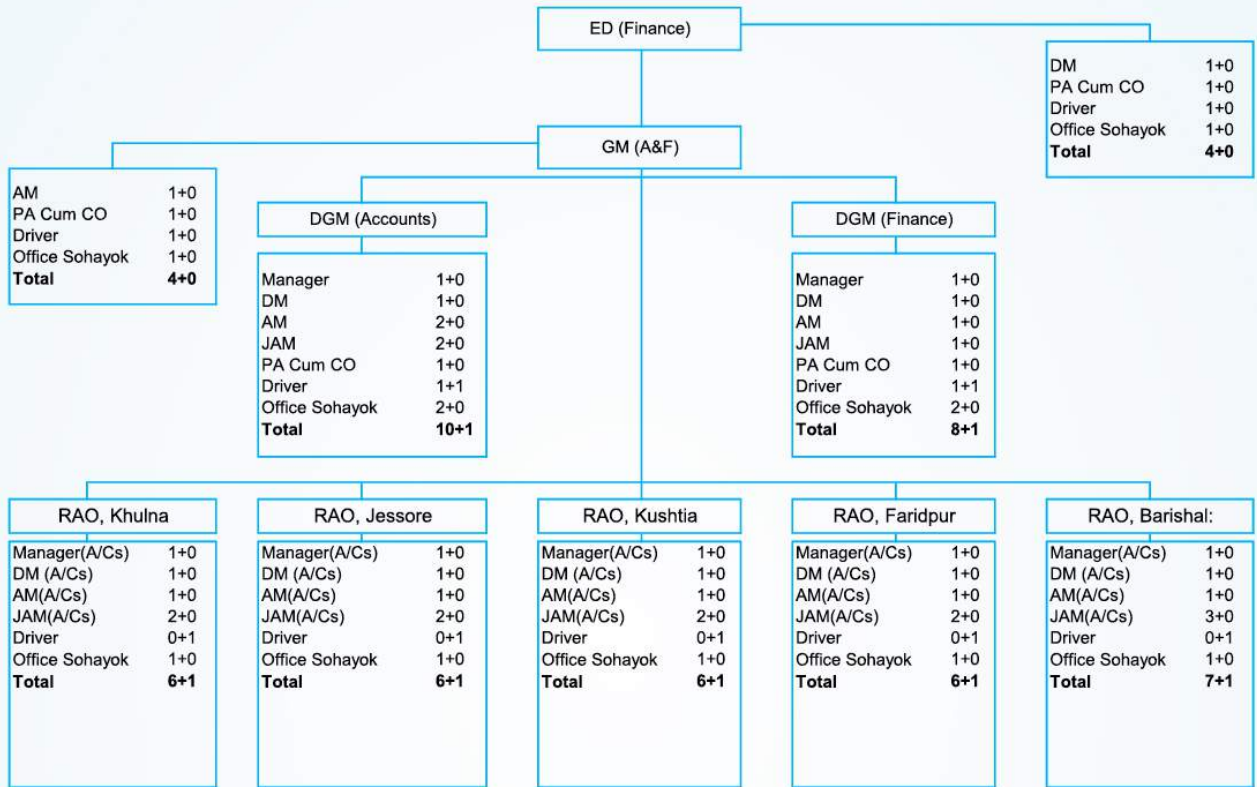 ED (Finance)
DM 1+0
PA Cum CO 1+0
Driver 1+0
Office Sohayok 1+0
Total 4+0
GM (A&F)
AM 1+0
PA Cum CO 1+0
Driver 1+0
Office Sohayok 1+0
Total 4+0
DGM (Accounts)
Manager 1+0
DM 1+0
AM 2+0
JAM 2+0
PA Cum CO 1+0
Driver 1+1
Office Sohayok 2+0
Total 10+1
DGM (Finance)
Manager 1+0
DM 1+0
AM 1+0
JAM 1+0
PA Cum CO 1+0
Driver 1+1
Office Sohayok 2+0
Total 8+1
RAO, Khulna
Manager(A/Cs) 1+0
DM (A/Cs) 1+0
AM(A/Cs) 1+0
JAM(A/Cs) 2+0
Driver 0+1
Office Sohayok 1+0
Total 6+1
RAO, Jessore
Manager(A/Cs) 1+0
DM (A/Cs) 1+0
AM(A/Cs) 1+0
JAM(A/Cs) 2+0
Driver 0+1
Office Sohayok 1+0
Total 6+1
RAO, Kushtia
Manager(A/Cs) 1+0
DM (A/Cs) 1+0
AM(A/Cs) 1+0
JAM(A/Cs) 2+0
Driver 0+1
Office Sohayok 1+0
Total 6+1
RAO, Faridpur
Manager(A/Cs) 1+0
DM (A/Cs) 1+0
AM(A/Cs) 1+0
JAM(A/Cs) 2+0
Driver 0+1
Office Sohayok 1+0
Total 6+1
RAO, Barishal:
Manager(A/Cs) 1+0
DM (A/Cs) 1+0
AM(A/Cs) 1+0
JAM(A/Cs) 3+0
Driver 0+1
Office Sohayok 1+0
Total 7+1